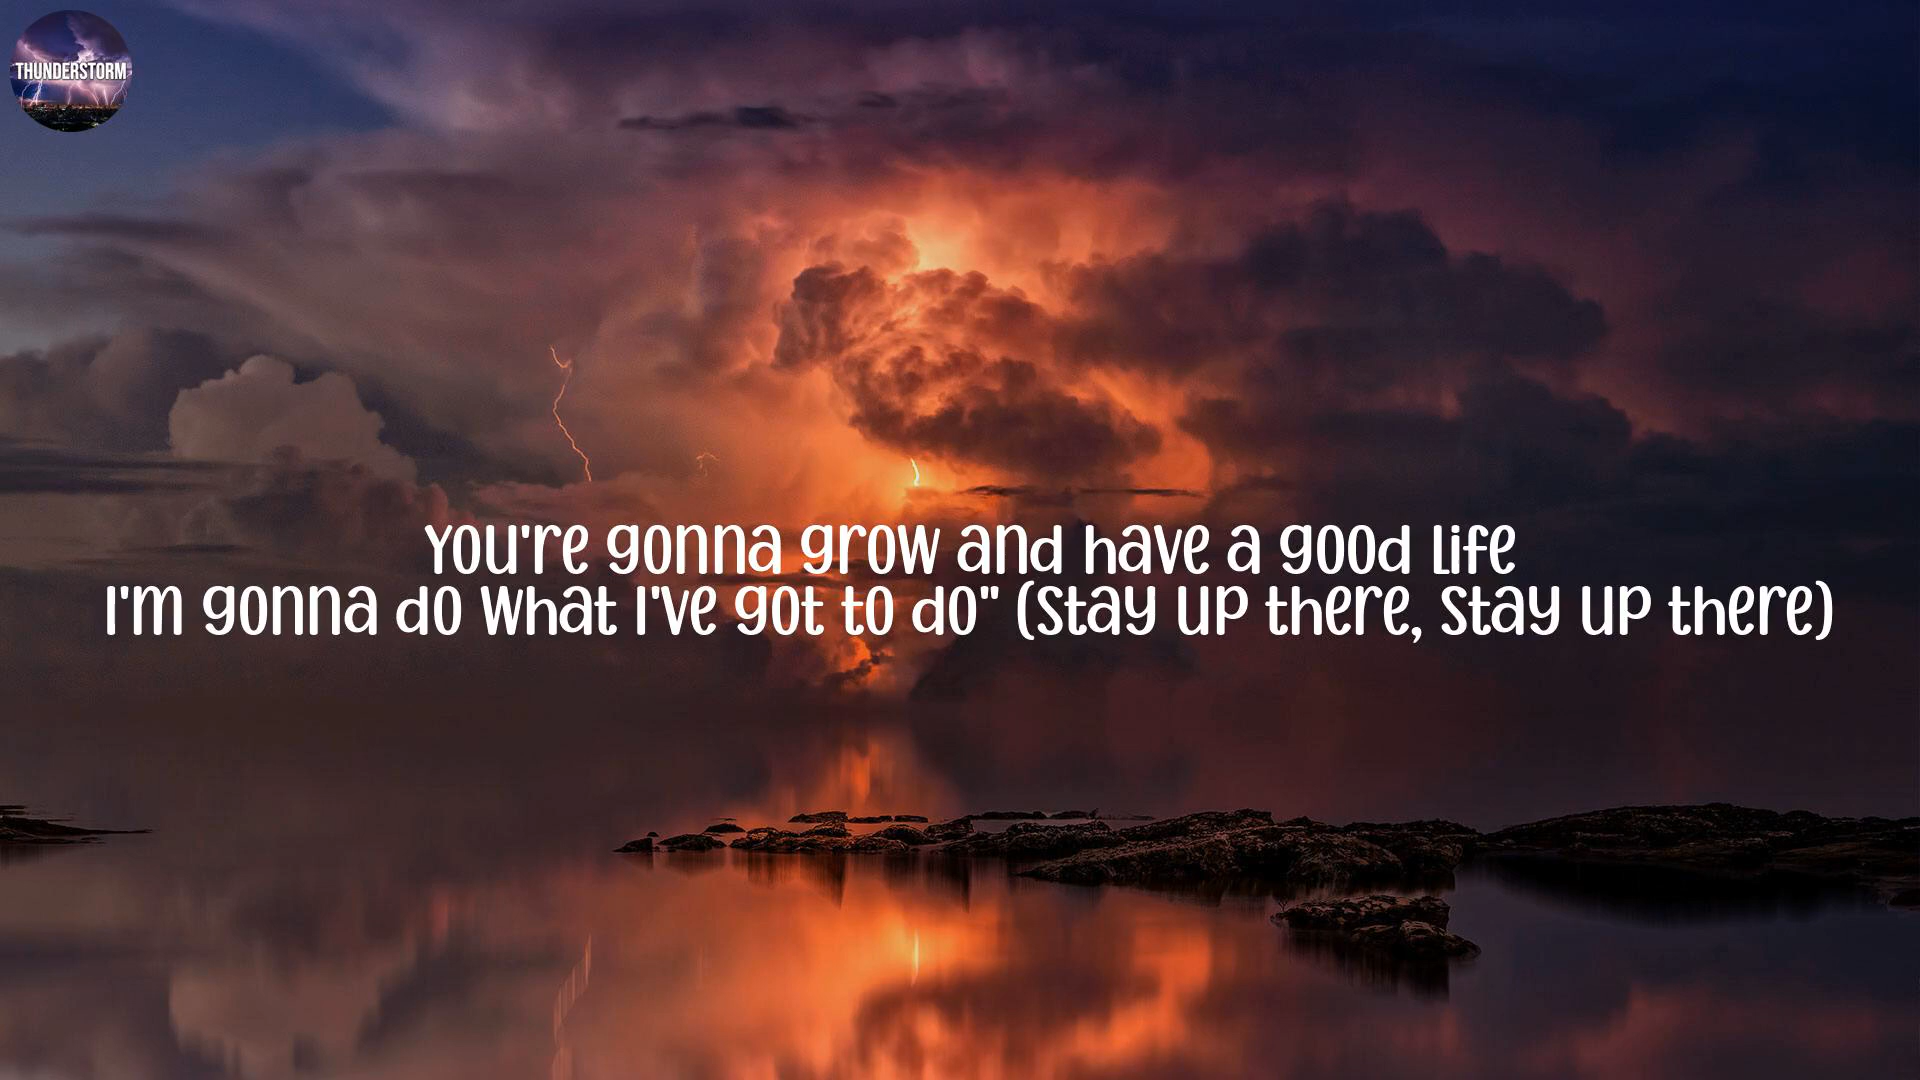 THUNDERSTORM
You're gonna grow and have a good life
I'm gonna do what I've got to do" (stay up there, stay up there)